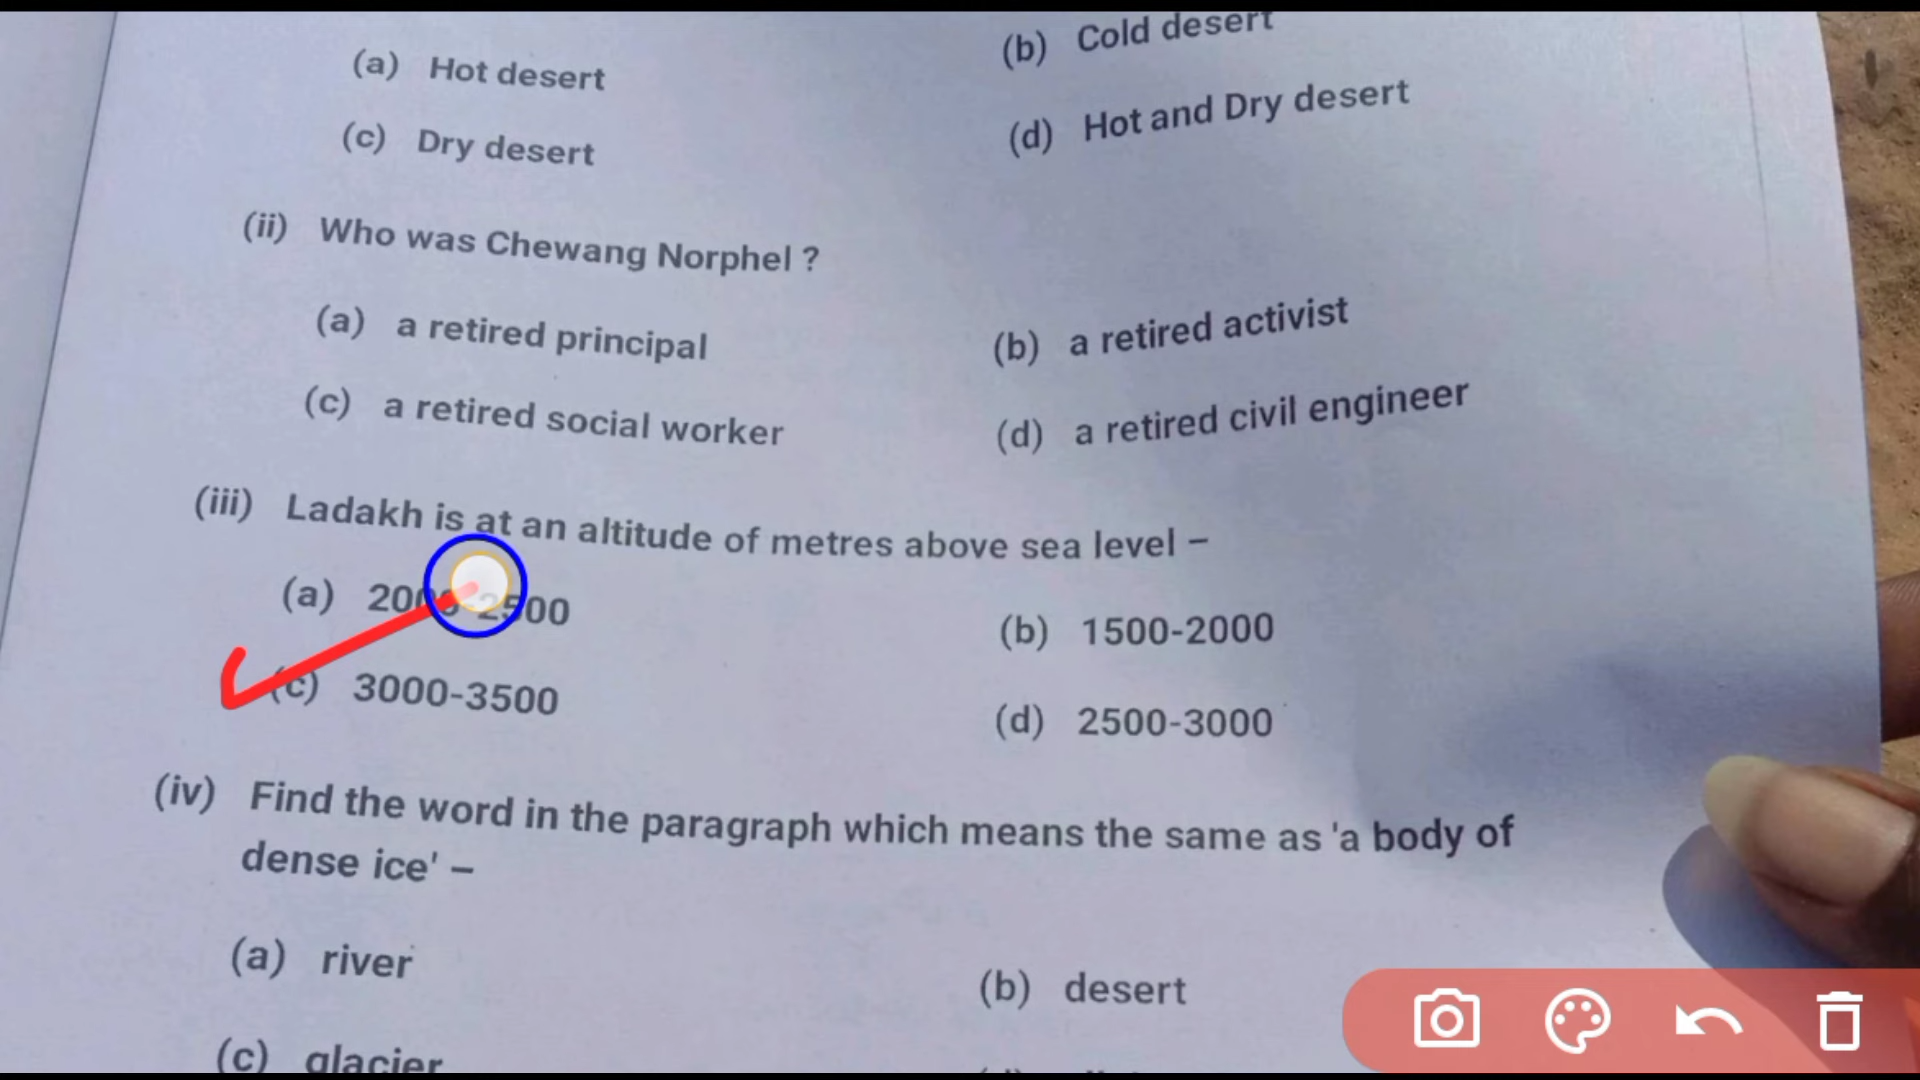 (a) Hot desert (b) Cold desert
(c) Dry desert (d) Hot and Dry desert
(ii) Who was Chewang Norphel ?
(a) a retired principal (b) a retired activist
(c) a retired social worker (d) a retired civil engineer
(iii) Ladakh is at an altitude of metres above sea level –
(a) 2000-2500 (b) 1500-2000
(c) 3000-3500 (d) 2500-3000
(iv) Find the word in the paragraph which means the same as 'a body of
dense ice' –
(a) river (b) desert
(c) glacier